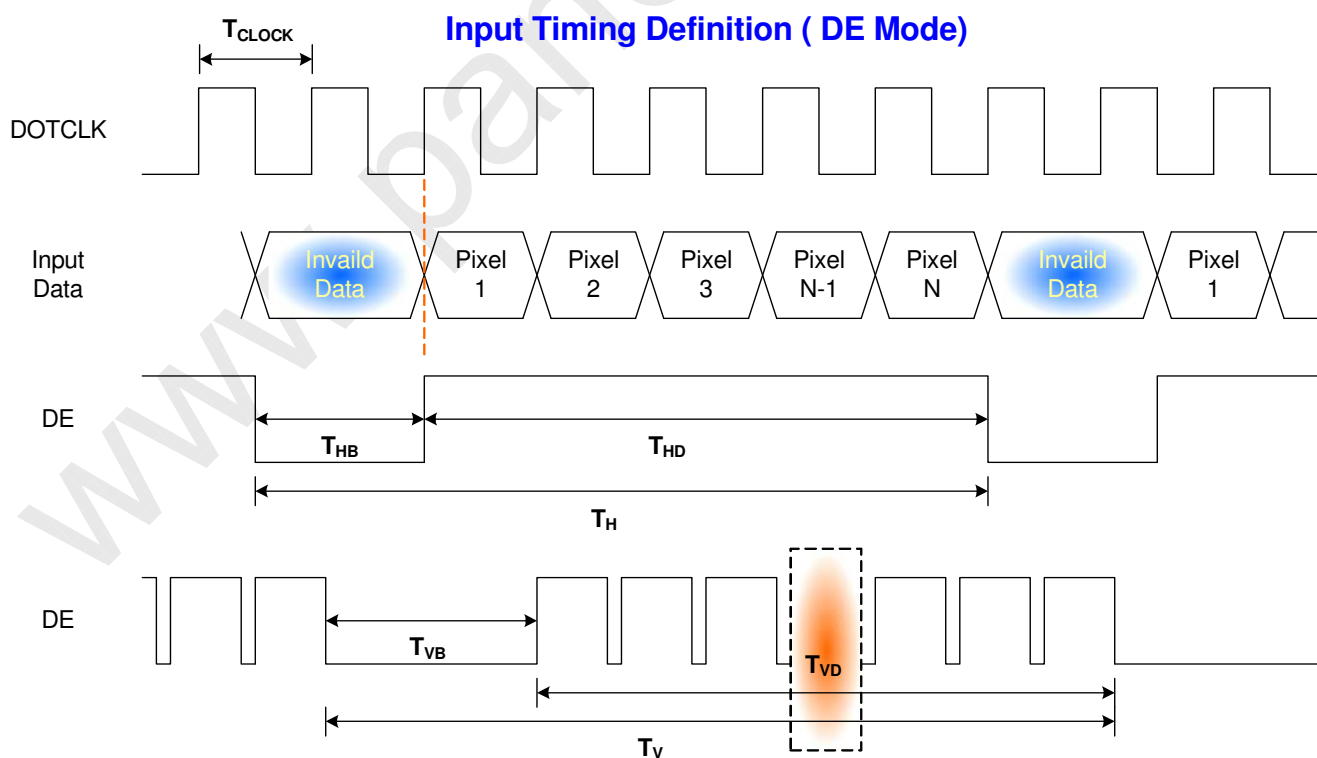 Input Timing Definition ( DE Mode)
TCLOCK
DOTCLK
Input
Data
Invaild
Data
Pixel
1
Pixel
2
Pixel
3
Pixel
N-1
Pixel
N
Invaild
Data
Pixel
1
DE
THB
THD
TH
DE
TVB
TVD
TV